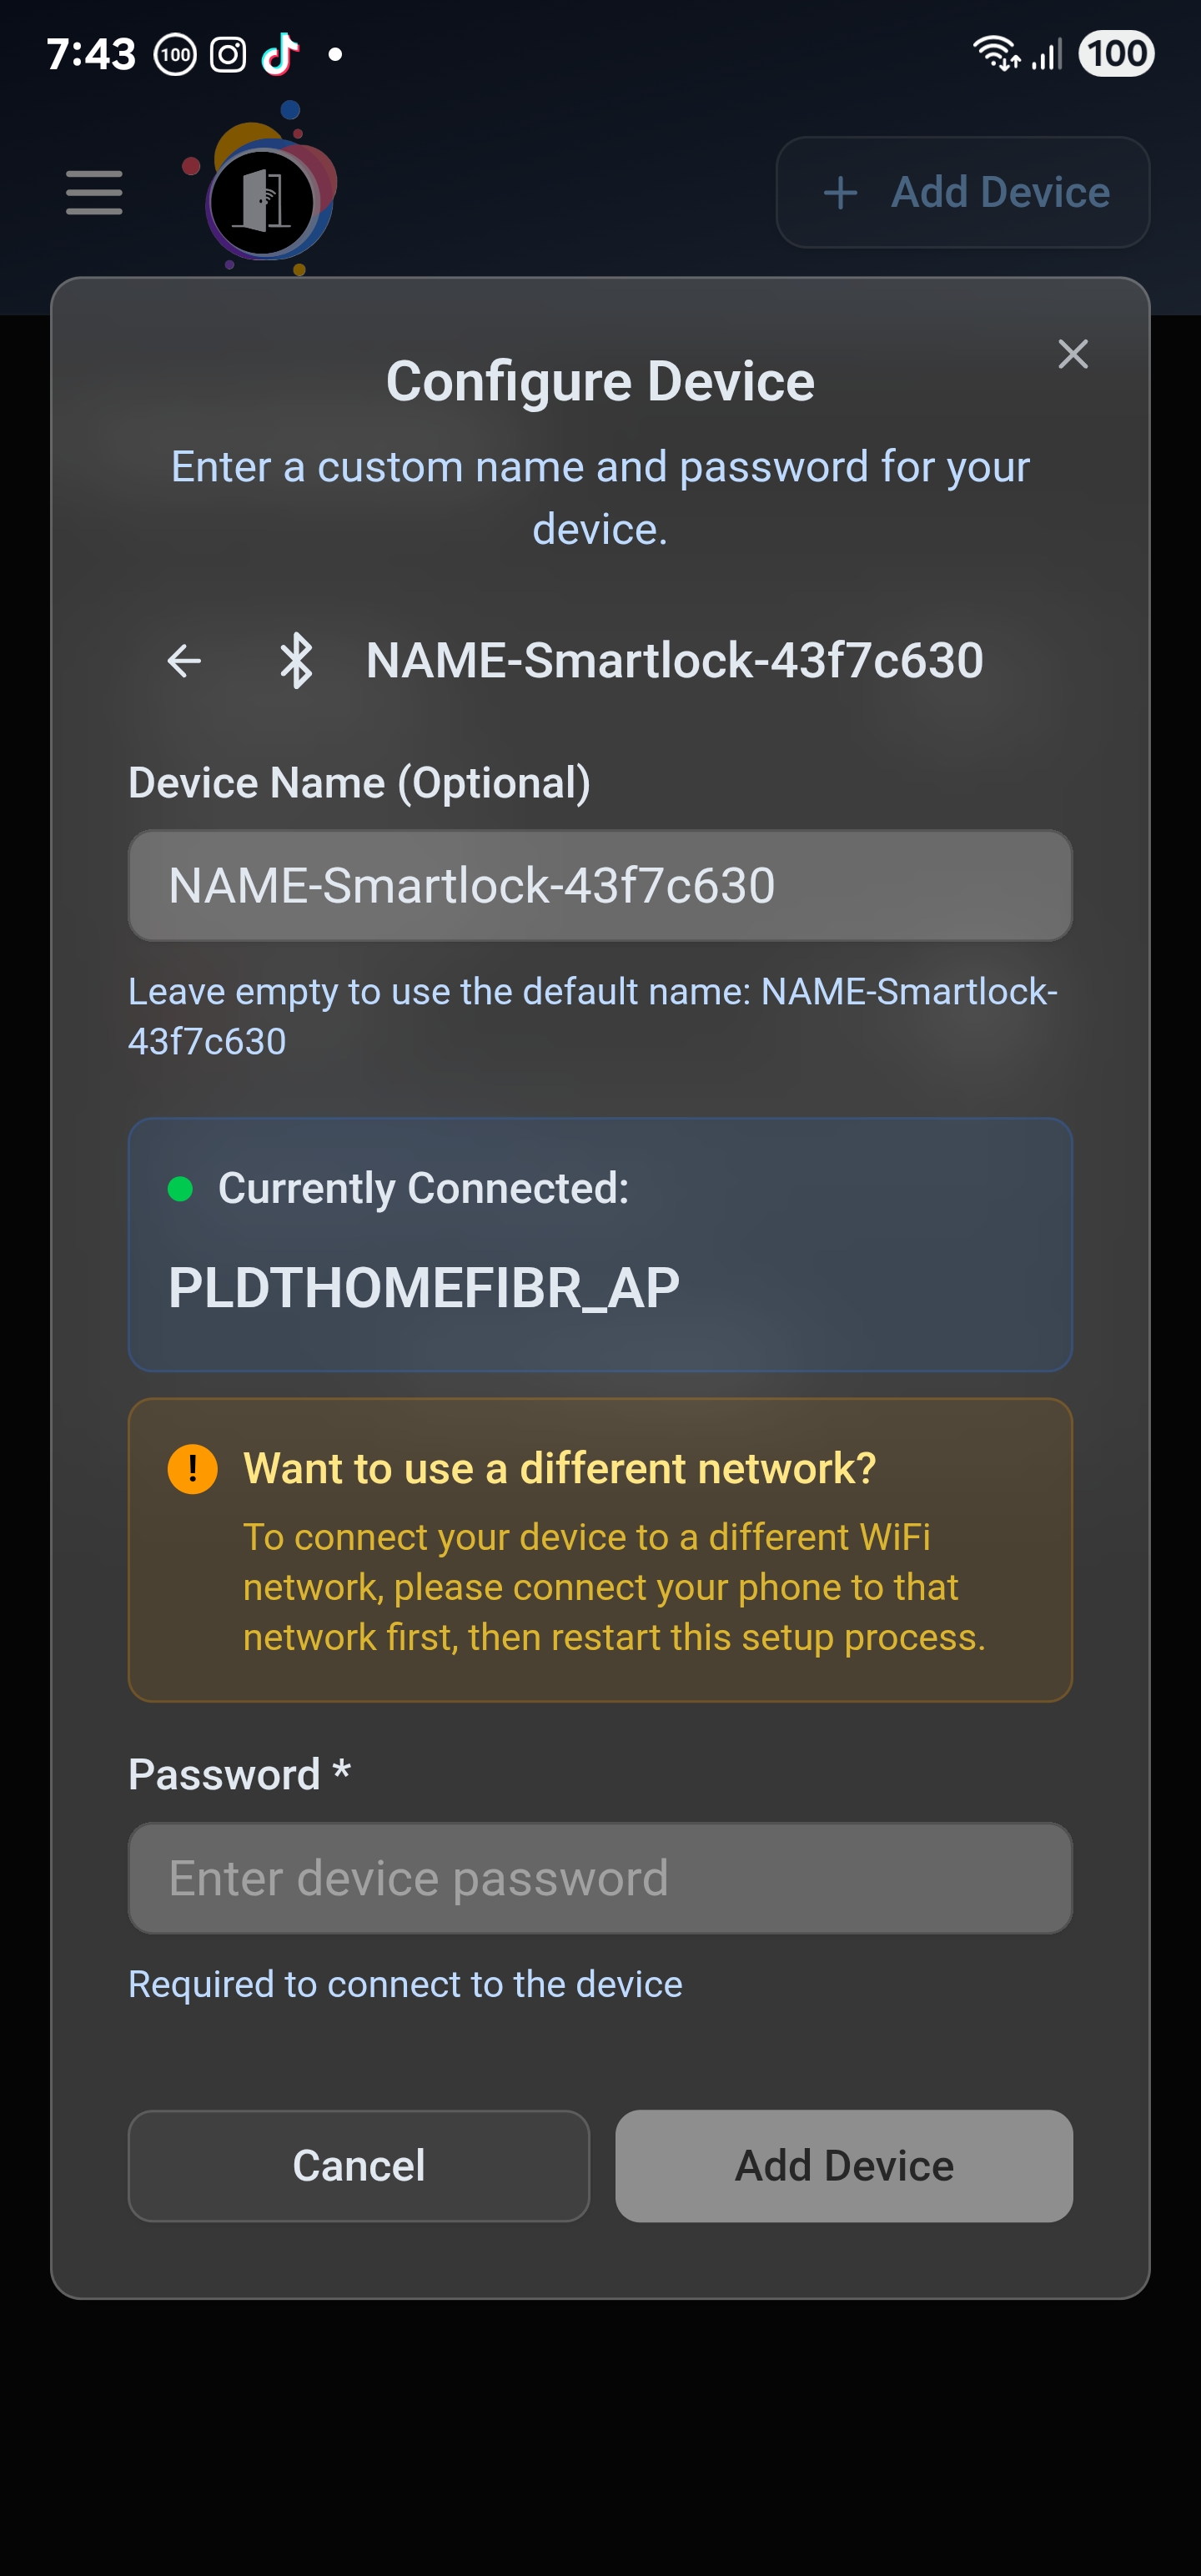 7:43
100
100
+ Add Device
Configure Device
Enter a custom name and password for your
device.
NAME-Smartlock-43f7c630
Device Name (Optional)
NAME-Smartlock-43f7c630
Leave empty to use the default name: NAME-Smartlock-
43f7c630
Currently Connected:
PLDTHOMEFIBR_AP
! Want to use a different network?
To connect your device to a different WiFi
network, please connect your phone to that
network first, then restart this setup process.
Password *
Enter device password
Required to connect to the device
Cancel
Add Device